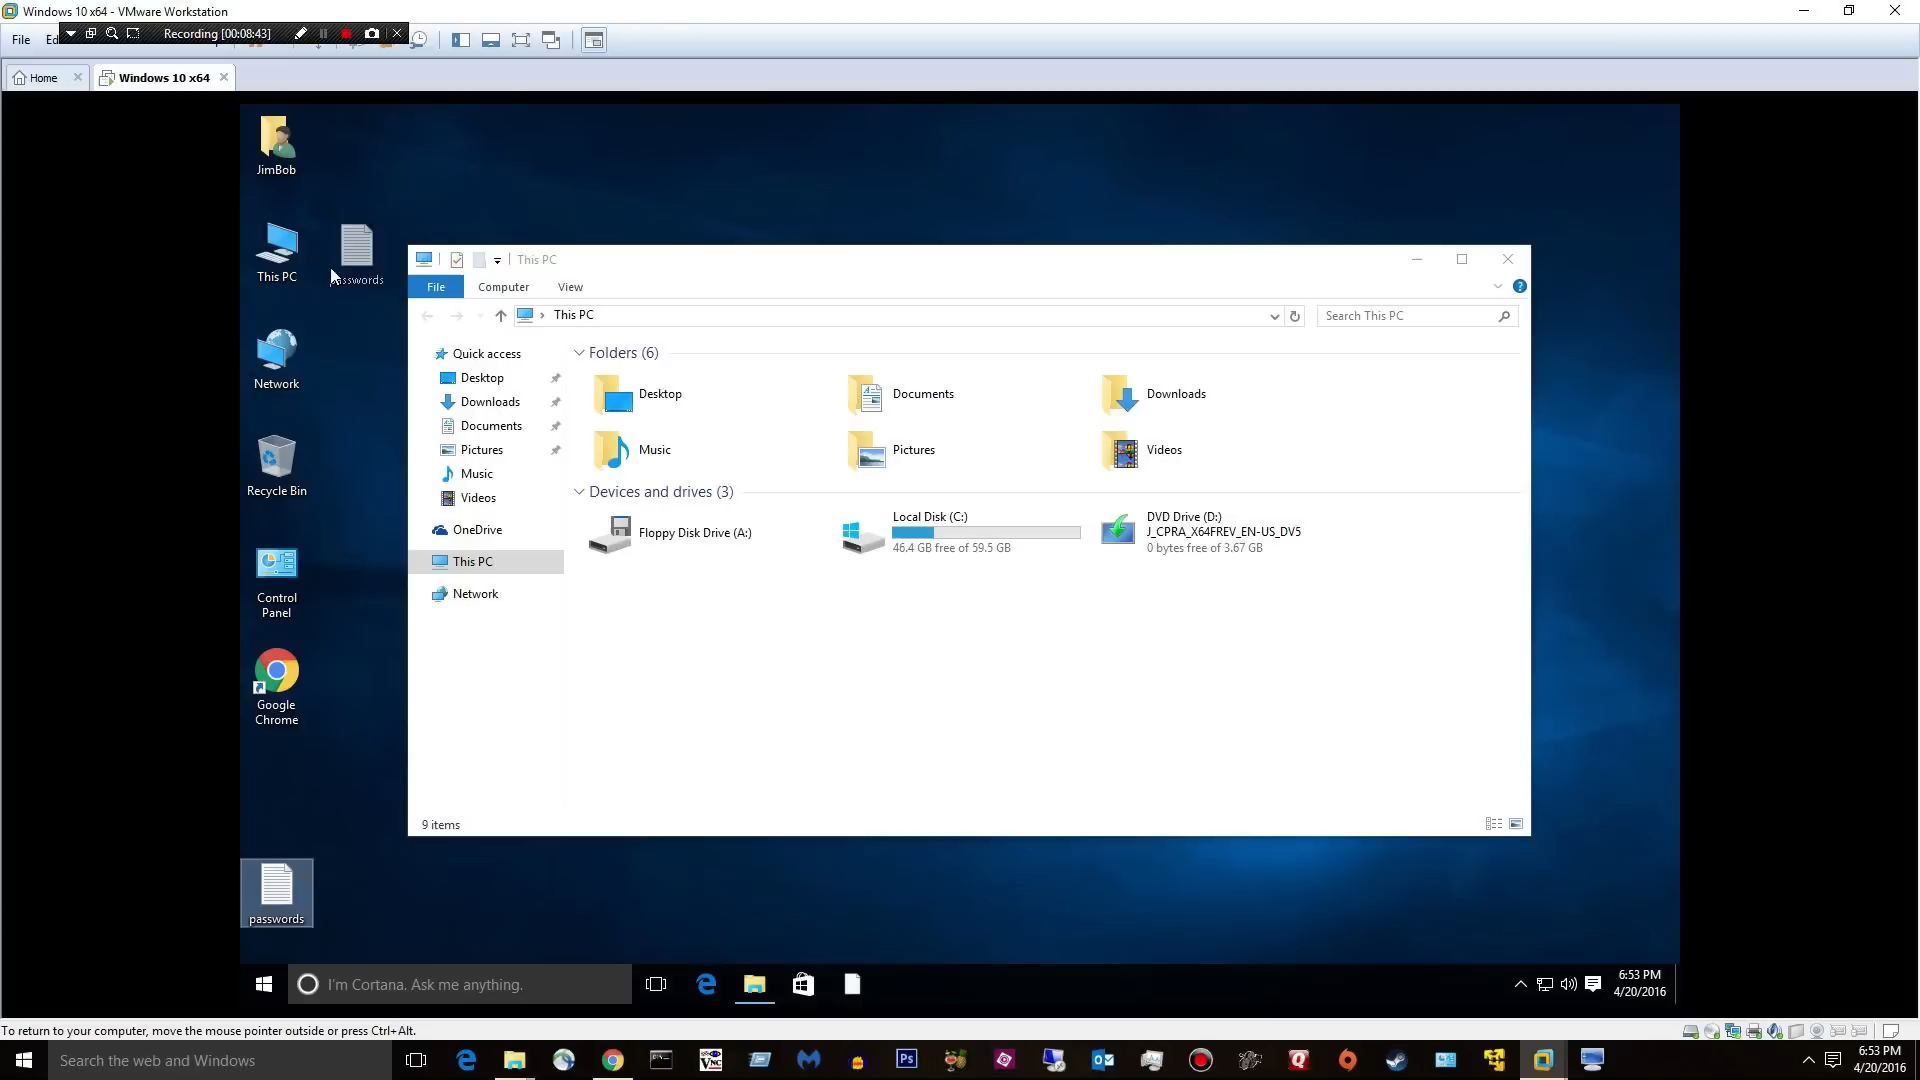 Windows 10 x64 - VMware Workstation
File
Ed
Recording [00:08:43]
Home
Windows 10 x64
JimBob
This PC
passwords
Network
Recycle Bin
Control
Panel
Google
Chrome
passwords
This PC
File
Computer
View
This PC
Search This PC
Quick access
Desktop
Downloads
Documents
Pictures
Music
Videos
OneDrive
This PC
Network
Folders (6)
Desktop
Documents
Downloads
Music
Pictures
Videos
Devices and drives (3)
Floppy Disk Drive (A:)
Local Disk (C:)
46.4 GB free of 59.5 GB
DVD Drive (D:)
J_CPRA_X64FREV_EN-US_DV5
0 bytes free of 3.67 GB
9 items
I'm Cortana. Ask me anything.
6:53 PM
4/20/2016
To return to your computer, move the mouse pointer outside or press Ctrl+Alt.
Search the web and Windows
VNC
Ps
6:53 PM
4/20/2016